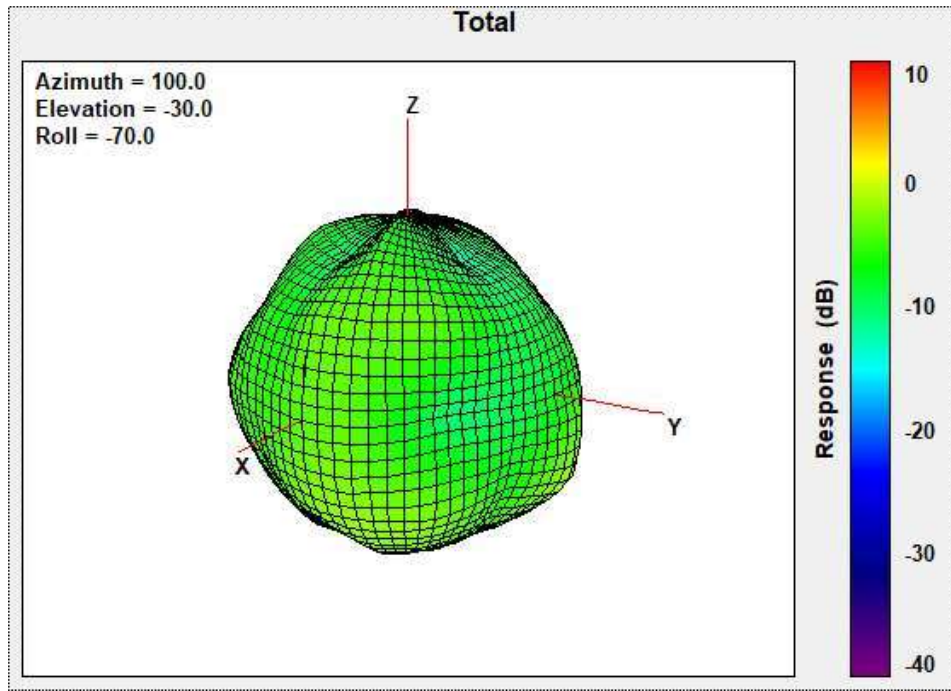 Total
Azimuth = 100.0
Elevation = -30.0
Roll = -70.0
Z
Y
X
Response (dB)
10
0
-10
-20
-30
-40